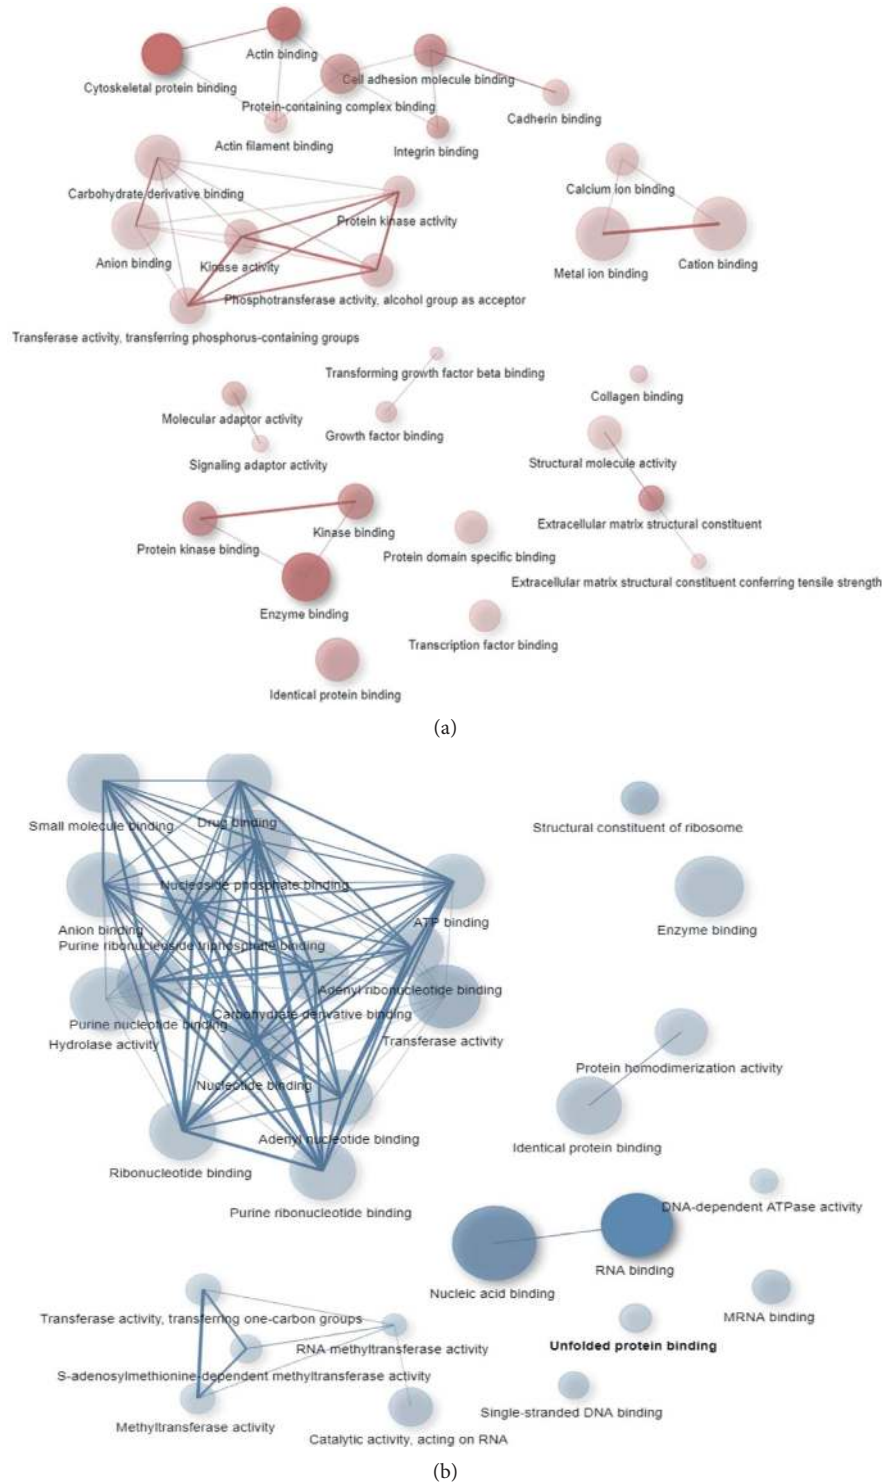 Actin binding
Cell adhesion molecule binding
Cytoskeletal protein binding
Protein-containing complex binding
Cadherin binding
Actin filament binding
Integrin binding
Carbohydrate derivative binding
Calcium ion binding
Protein kinase activity
Anion binding
Kinase activity
Metal ion binding
Cation binding
Phosphotransferase activity, alcohol group as acceptor
Transferase activity, transferring phosphorus-containing groups
Transforming growth factor beta binding
Collagen binding
Molecular adaptor activity
Growth factor binding
Signaling adaptor activity
Structural molecule activity
Extracellular matrix structural constituent
Kinase binding
Protein kinase binding
Protein domain specific binding
Extracellular matrix structural constituent conferring tensile strength
Enzyme binding
Transcription factor binding
Identical protein binding
(a)
Small molecule binding
Drug binding
Structural constituent of ribosome
Nucleoside phosphate binding
Anion binding
ATP binding
Enzyme binding
Purine ribonucleoside triphosphate binding
Adenyl ribonucleotide binding
Carbohydrate derivative binding
Purine nucleotide binding
Hydrolase activity
Transferase activity
Protein homodimerization activity
Nucleotide binding
Adenyl nucleotide binding
Identical protein binding
Ribonucleotide binding
Purine ribonucleotide binding
DNA-dependent ATPase activity
RNA binding
Nucleic acid binding
Transferase activity, transferring one-carbon groups
MRNA binding
RNA methyltransferase activity
Unfolded protein binding
S-adenosylmethionine-dependent methyltransferase activity
Single-stranded DNA binding
Methyltransferase activity
Catalytic activity, acting on RNA
(b)